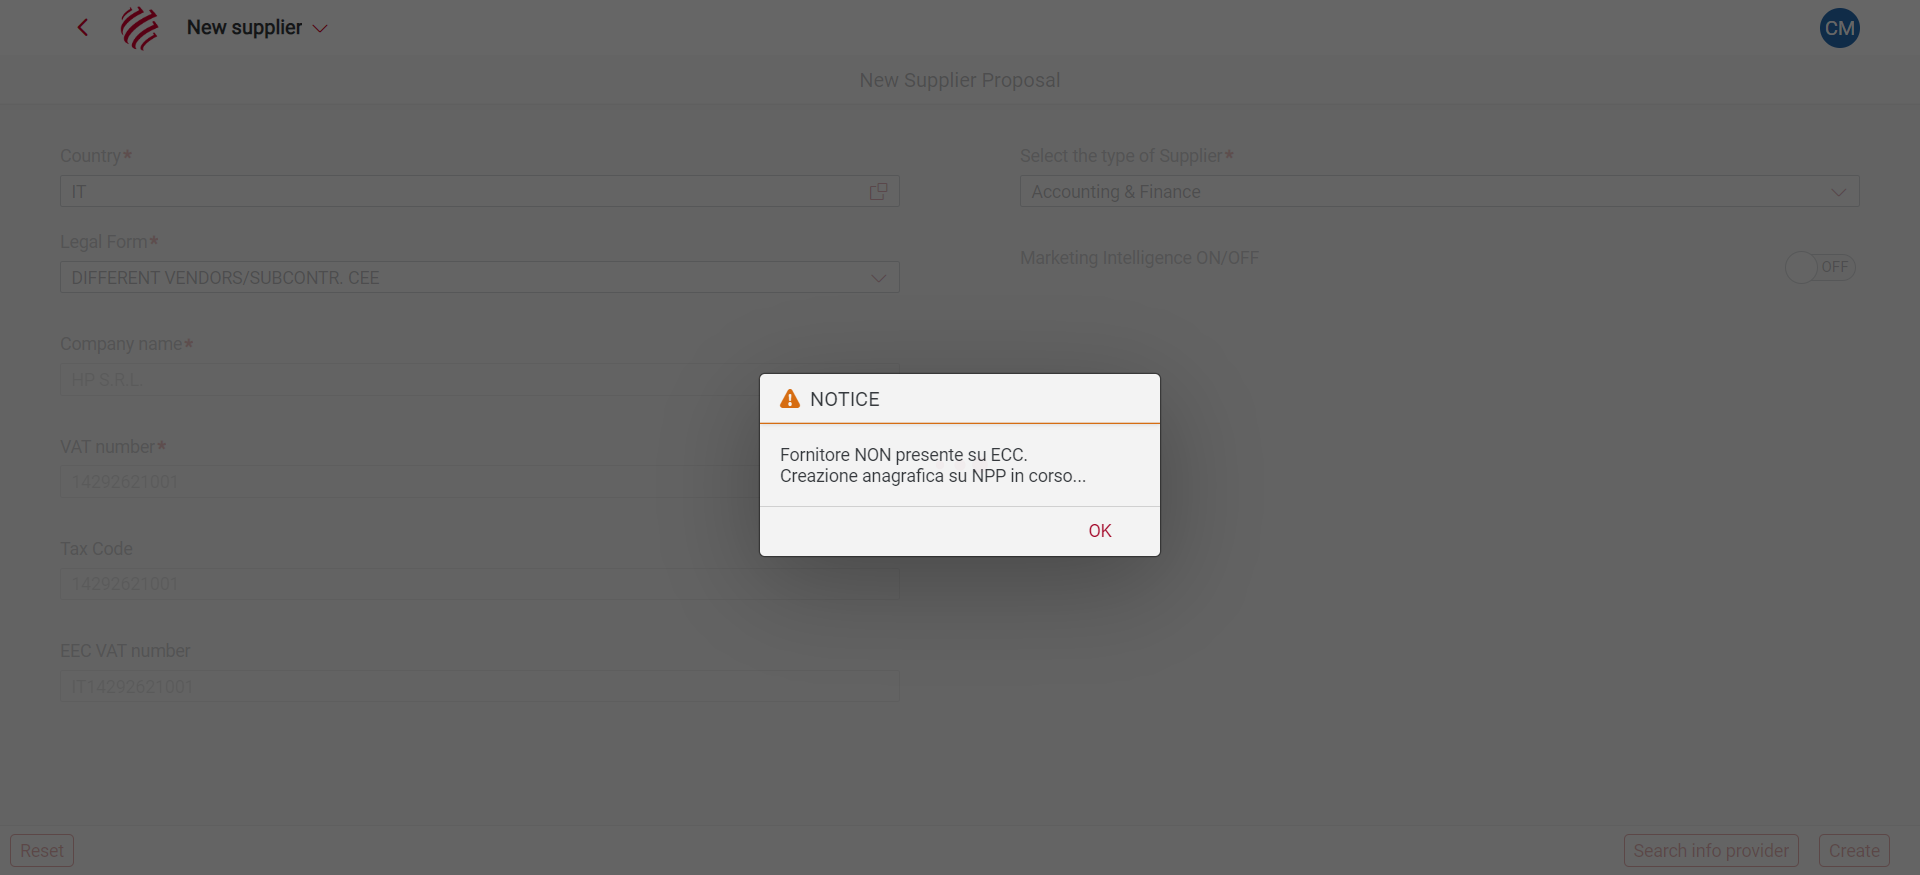 New supplier
CM
New Supplier Proposal
Country*
IT
Select the type of Supplier*
Accounting & Finance
Legal Form*
DIFFERENT VENDORS/SUBCONTR. CEE
Marketing Intelligence ON/OFF
OFF
Company name*
HP S.R.L.
VAT number*
14292621001
Tax Code
14292621001
EEC VAT number
IT14292621001
NOTICE
Fornitore NON presente su ECC.
Creazione anagrafica su NPP in corso...
OK
Reset
Search info provider
Create